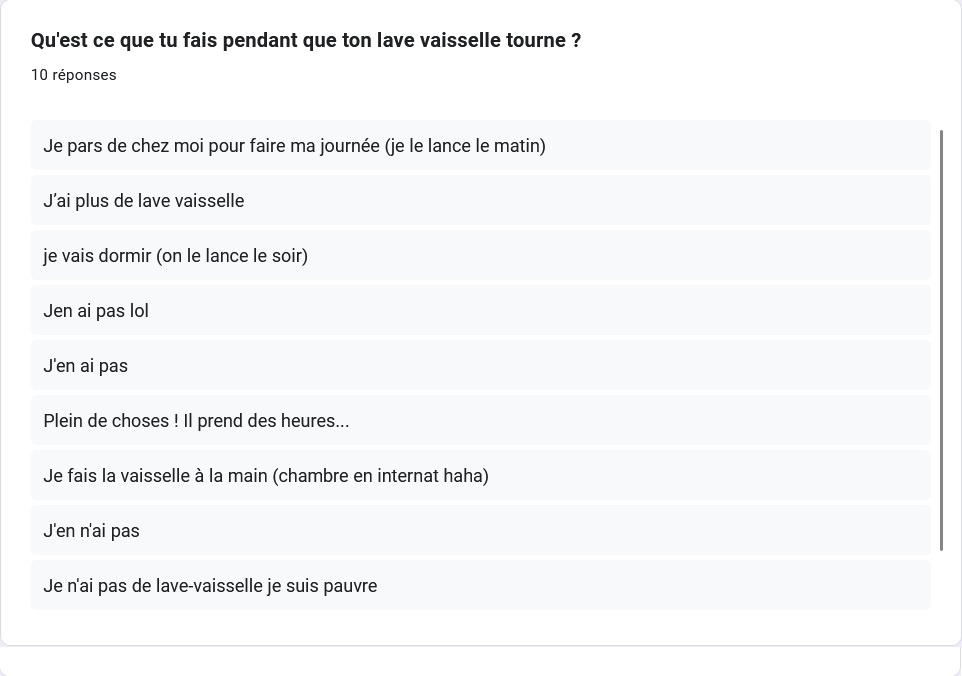 Qu'est ce que tu fais pendant que ton lave vaisselle tourne ?
10 réponses
Je pars de chez moi pour faire ma journée (je le lance le matin)
J’ai plus de lave vaisselle
je vais dormir (on le lance le soir)
Jen ai pas lol
J'en ai pas
Plein de choses ! Il prend des heures...
Je fais la vaisselle à la main (chambre en internat haha)
J'en n'ai pas
Je n'ai pas de lave-vaisselle je suis pauvre